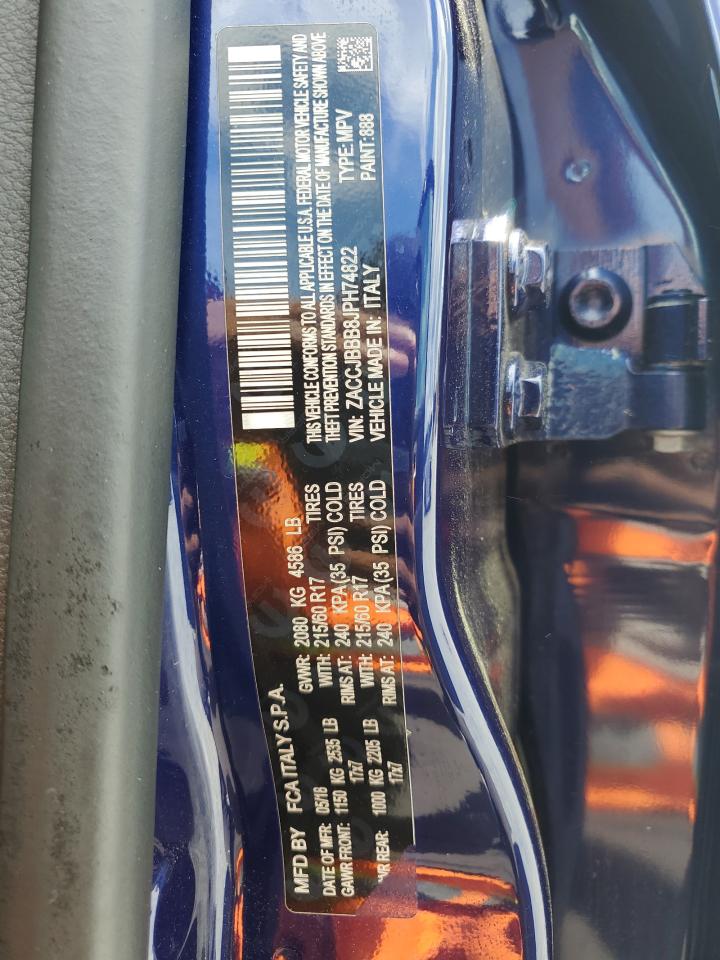 MFD BY FCA ITALY S.P.A.
DATE OF MFR: 05/18 GVWR: 2080 KG 4586 LB
GAWR FRONT: 1150 KG 2535 LB WITH: 215/60 R17 TIRES
17x7 RIMS AT: 240 KPA(35 PSI) COLD
REAR: 1000 KG 2205 LB WITH: 215/60 R17 TIRES
17x7 RIMS AT: 240 KPA(35 PSI) COLD
THIS VEHICLE CONFORMS TO ALL APPLICABLE U.S.A. FEDERAL MOTOR VEHICLE SAFETY AND
THEFT PREVENTION STANDARDS IN EFFECT ON THE DATE OF MANUFACTURE SHOWN ABOVE
VIN: ZACCJBBB8JPH74822 TYPE: MPV
VEHICLE MADE IN: ITALY PAINT:888